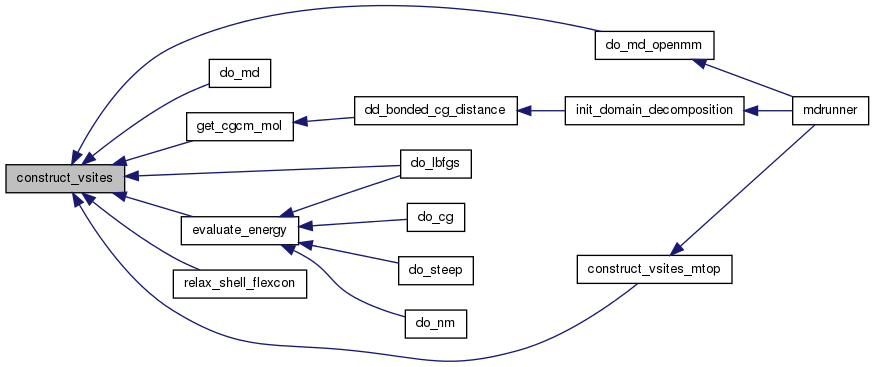 do_md_openmm
do_md
dd_bonded_cg_distance
init_domain_decomposition
mdrunner
get_cgcm_mol
do_lbfgs
construct_vsites
do_cg
evaluate_energy
do_steep
construct_vsites_mtop
relax_shell_flexcon
do_nm